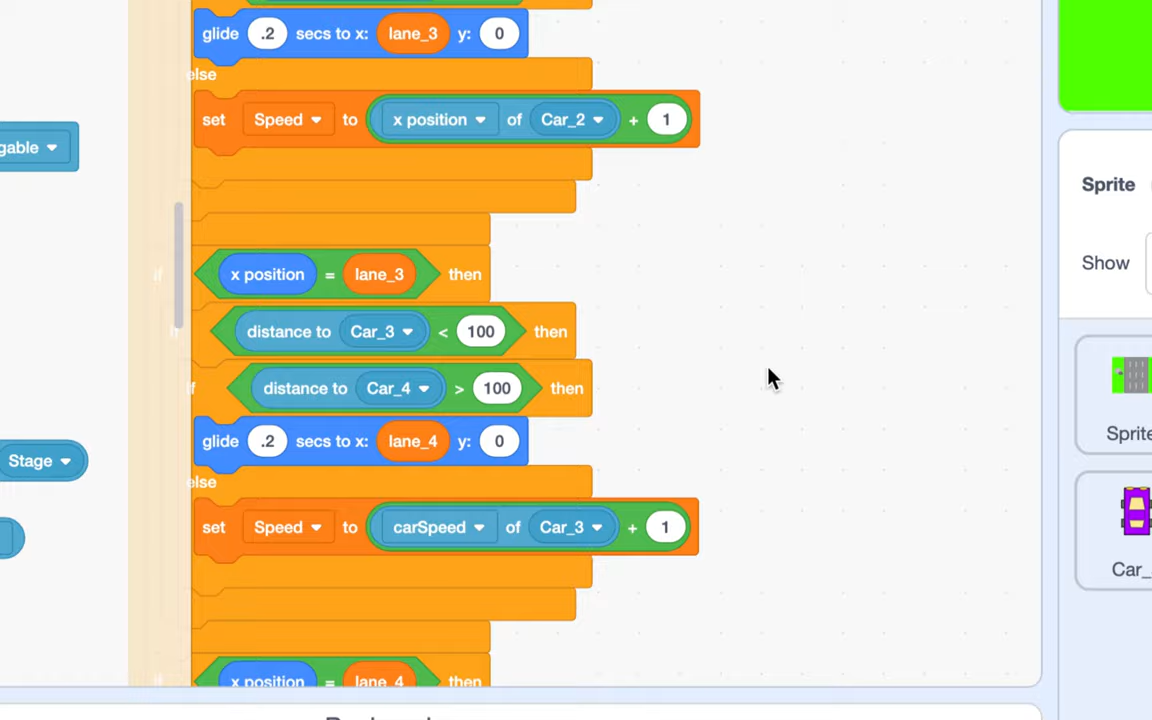 glide .2 secs to x: lane_3 y: 0
else
set Speed to x position of Car_2 + 1
gable
x position = lane_3 then
Sprite
Show
if
distance to Car_3 < 100 then
if
distance to Car_4 > 100 then
glide .2 secs to x: lane_4 y: 0
Sprite
Stage
else
set Speed to carSpeed of Car_3 + 1
Car_
x position = lane_4 then